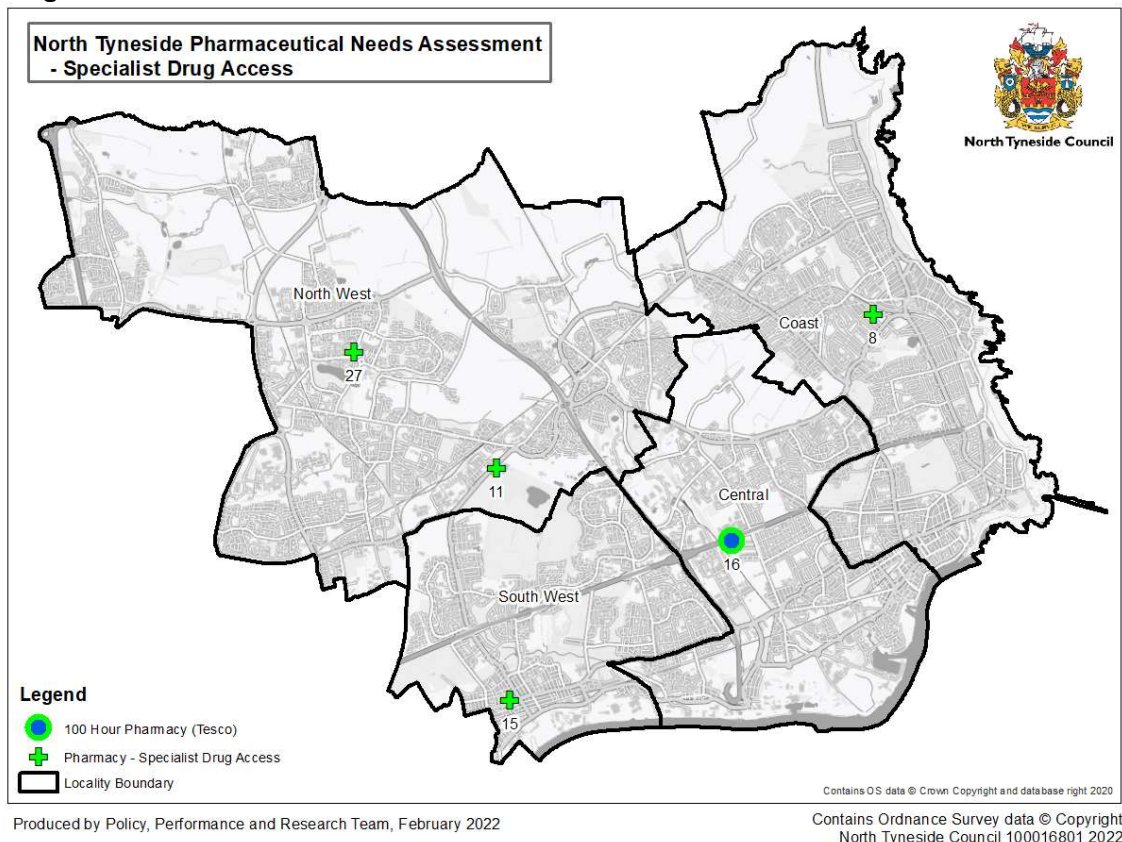 North Tyneside Pharmaceutical Needs Assessment
- Specialist Drug Access
North Tyneside Council
North West
Coast
8
27
11
Central
16
South West
15
Legend
100 Hour Pharmacy (Tesco)
Pharmacy - Specialist Drug Access
Locality Boundary
Contains OS data © Crown Copyright and database right 2020
Produced by Policy, Performance and Research Team, February 2022
Contains Ordnance Survey data © Copyright
North Tyneside Council 100016801 2022